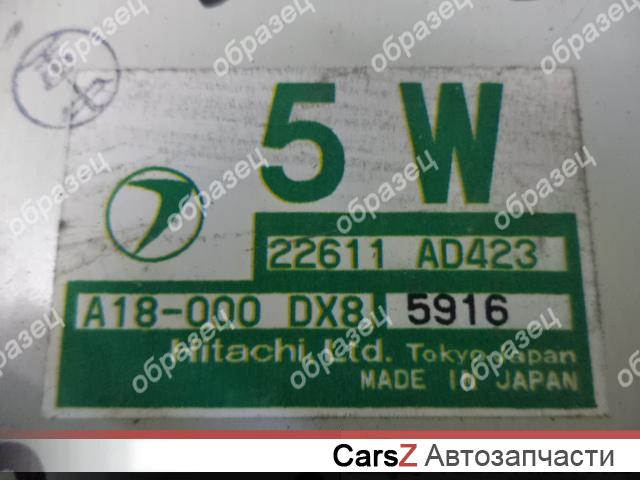 5 W
22611 AD423
A18-000 DX8 5916
Hitachi, Ltd. Tokyo Japan
MADE IN JAPAN
образец
CarsZ Автозапчасти